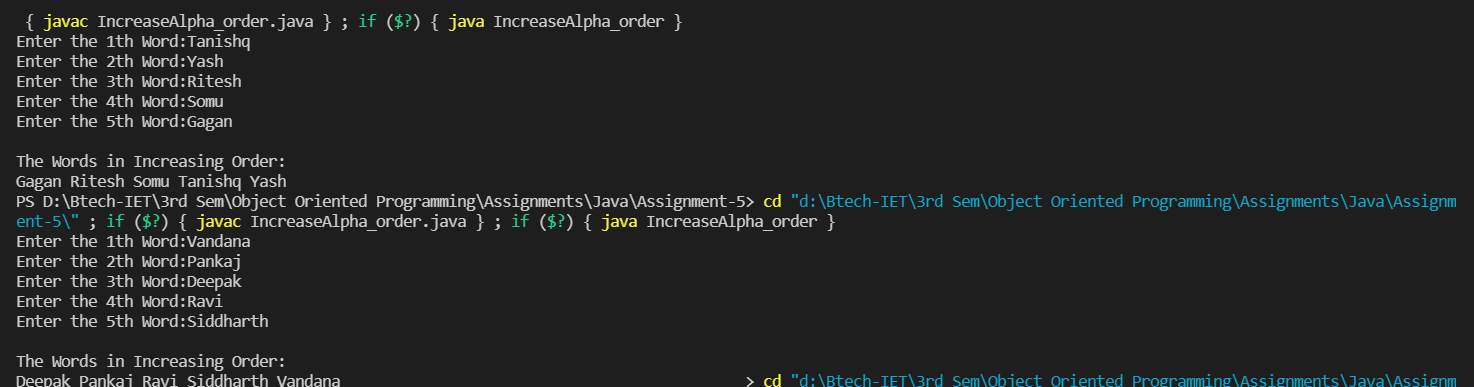 { javac IncreaseAlpha_order.java } ; if ($?) { java IncreaseAlpha_order }
Enter the 1th Word:Tanishq
Enter the 2th Word:Yash
Enter the 3th Word:Ritesh
Enter the 4th Word:Somu
Enter the 5th Word:Gagan
The Words in Increasing Order:
Gagan Ritesh Somu Tanishq Yash
PS D:\Btech-IET\3rd Sem\Object Oriented Programming\Assignments\Java\Assignment-5> cd "d:\Btech-IET\3rd Sem\Object Oriented Programming\Assignments\Java\Assignm
ent-5\" ; if ($?) { javac IncreaseAlpha_order.java } ; if ($?) { java IncreaseAlpha_order }
Enter the 1th Word:Vandana
Enter the 2th Word:Pankaj
Enter the 3th Word:Deepak
Enter the 4th Word:Ravi
Enter the 5th Word:Siddharth
The Words in Increasing Order:
Deepak Pankaj Ravi Siddharth Vandana > cd "d:\Btech-IET\3rd Sem\Object Oriented Programming\Assignments\Java\Assignm